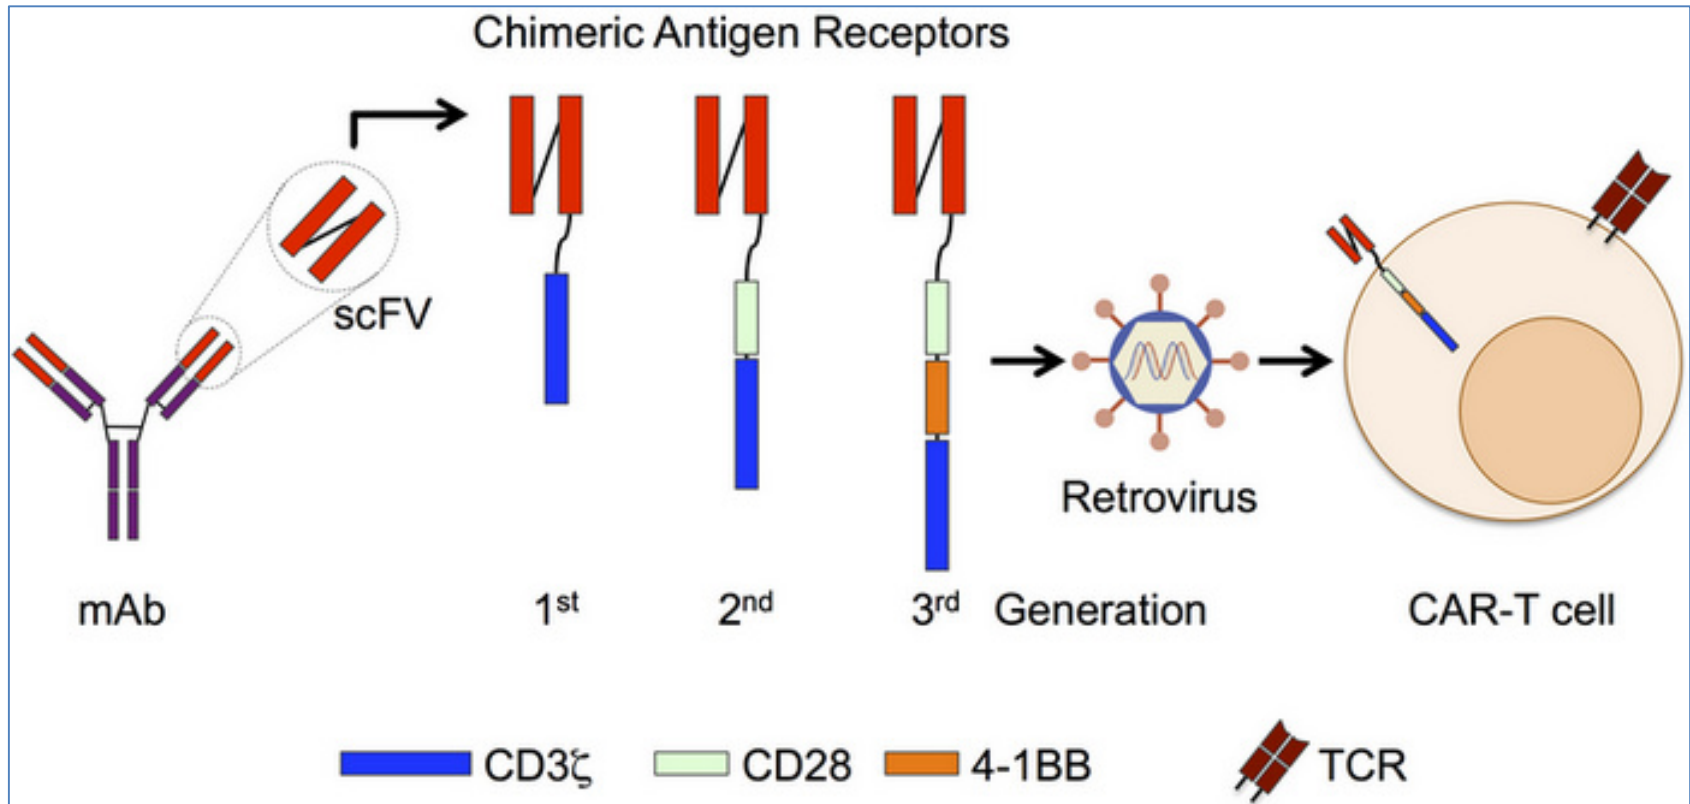 Chimeric Antigen Receptors
scFV
Retrovirus
mAb
1st
2nd
3rd
Generation
CAR-T cell
CD3ζ
CD28
4-1BB
TCR